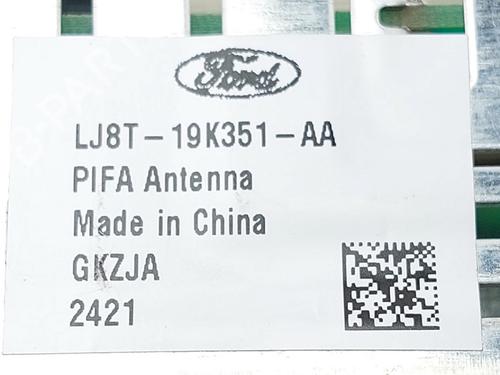 Ford
LJ8T-19K351-AA
PIFA Antenna
Made in China
GKZJA
2421